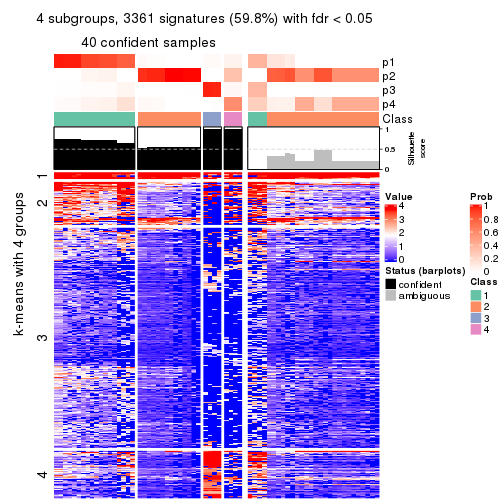 4 subgroups, 3361 signatures (59.8%) with fdr < 0.05
40 confident samples
p1
p2
p3
p4
Class
1
0.5
0
Silhouette
score
k-means with 4 groups
1
2
3
4
Value
4
3
2
1
0
Status (barplots)
confident
ambiguous
Prob
1
0.8
0.6
0.4
0.2
0
Class
1
2
3
4